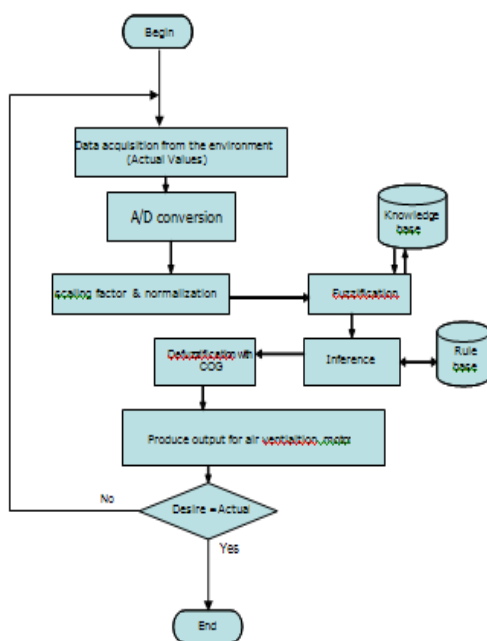 Begin
Data acquisition from the environment
(Actual Values)
A/D conversion
Knowledge
base
scaling factor & normalization
Fuzzification
Defuzzification with
COG
Inference
Rule
base
Produce output for air ventialtion motor
No
Desire =Actual
Yes
End